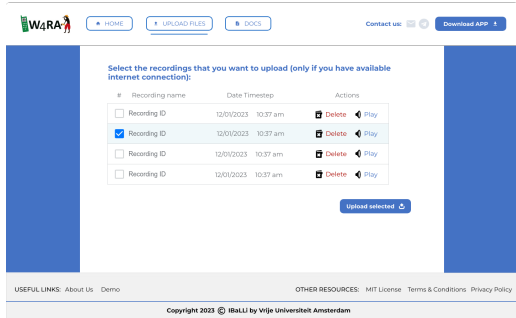 W4RA
HOME
UPLOAD FILES
DOCS
Contact us:
Download APP
Select the recordings that you want to upload (only if you have available
internet connection):
# Recording name Date Timestep Actions
Recording ID 12/01/2023 10:37 am Delete Play
Recording ID 12/01/2023 10:37 am Delete Play
Recording ID 12/01/2023 10:37 am Delete Play
Recording ID 12/01/2023 10:37 am Delete Play
Upload selected
USEFUL LINKS: About Us Demo OTHER RESOURCES: MIT License Terms & Conditions Privacy Policy
Copyright 2023 © IBaLLi by Vrije Universiteit Amsterdam